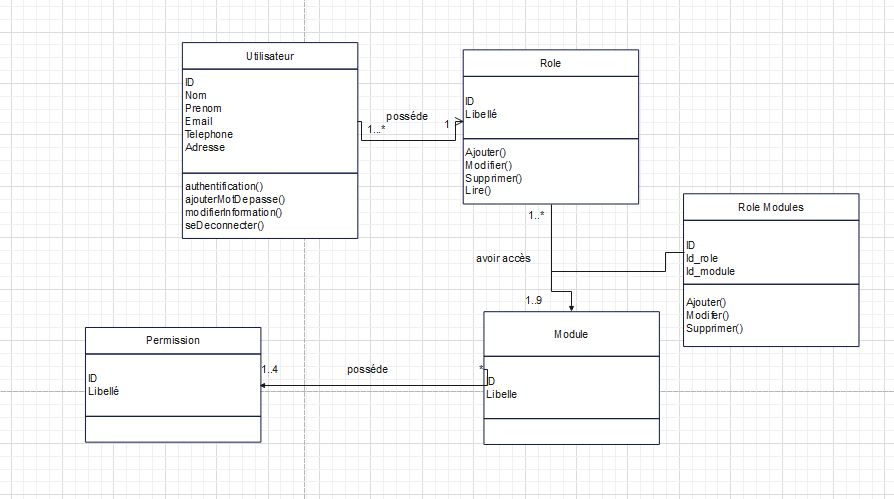 Utilisateur
ID
Nom
Prenom
Email
Telephone
Adresse
authentification()
ajouterMotDepasse()
modifierInformation()
seDeconnecter()
posséde
1...*
1
Role
ID
Libellé
Ajouter()
Modifier()
Supprimer()
Lire()
1..*
avoir accès
1..9
Role Modules
ID
Id_role
Id_module
Ajouter()
Modifer()
Supprimer()
Module
ID
Libelle
*
posséde
1..4
Permission
ID
Libellé